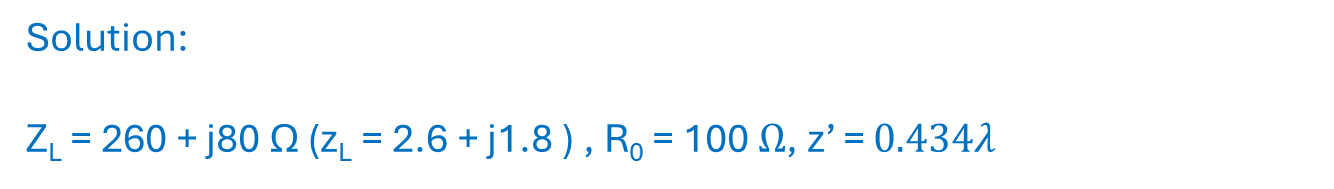 Solution:
Z_L = 260 + j80 Ω (z_L = 2.6 + j1.8 ) , R_0 = 100 Ω, z’ = 0.434λ